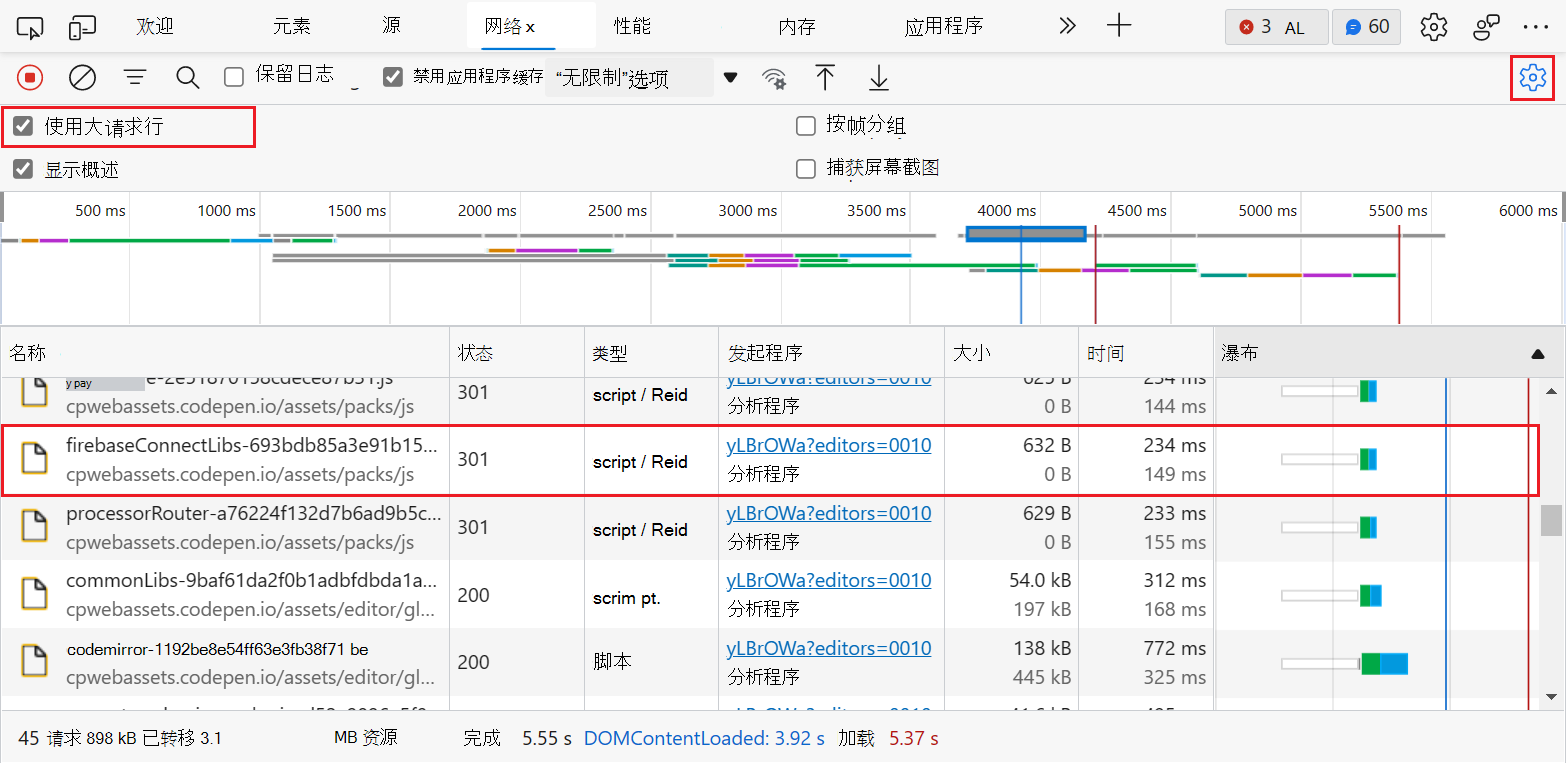 欢迎 元素 源 网络 x 性能 内存 应用程序 3 AL 60
保留日志 禁用应用程序缓存 “无限制”选项
使用大请求行 按帧分组
显示概述 捕获屏幕截图
500 ms 1000 ms 1500 ms 2000 ms 2500 ms 3000 ms 3500 ms 4000 ms 4500 ms 5000 ms 5500 ms 6000 ms
名称 状态 类型 发起程序 大小 时间 瀑布
y pay e-2e51870158cdece87b51.js 301 script / Reid yLBrOWa?editors=0010 625 B 234 ms
cpwebassets.codepen.io/assets/packs/js 分析程序 0 B 144 ms
firebaseConnectLibs-693bdb85a3e91b15... 301 script / Reid yLBrOWa?editors=0010 632 B 234 ms
cpwebassets.codepen.io/assets/packs/js 分析程序 0 B 149 ms
processorRouter-a76224f132d7b6ad9b5c... 301 script / Reid yLBrOWa?editors=0010 629 B 233 ms
cpwebassets.codepen.io/assets/packs/js 分析程序 0 B 155 ms
commonLibs-9baf61da2f0b1adbfdbda1a... 200 scrim pt. yLBrOWa?editors=0010 54.0 kB 312 ms
cpwebassets.codepen.io/assets/editor/gl... 分析程序 197 kB 168 ms
codemirror-1192be8e54ff63e3fb38f71 be 200 脚本 yLBrOWa?editors=0010 138 kB 772 ms
cpwebassets.codepen.io/assets/editor/gl... 分析程序 445 kB 325 ms
45 请求 898 kB 已转移 3.1 MB 资源 完成 5.55 s DOMContentLoaded: 3.92 s 加载 5.37 s